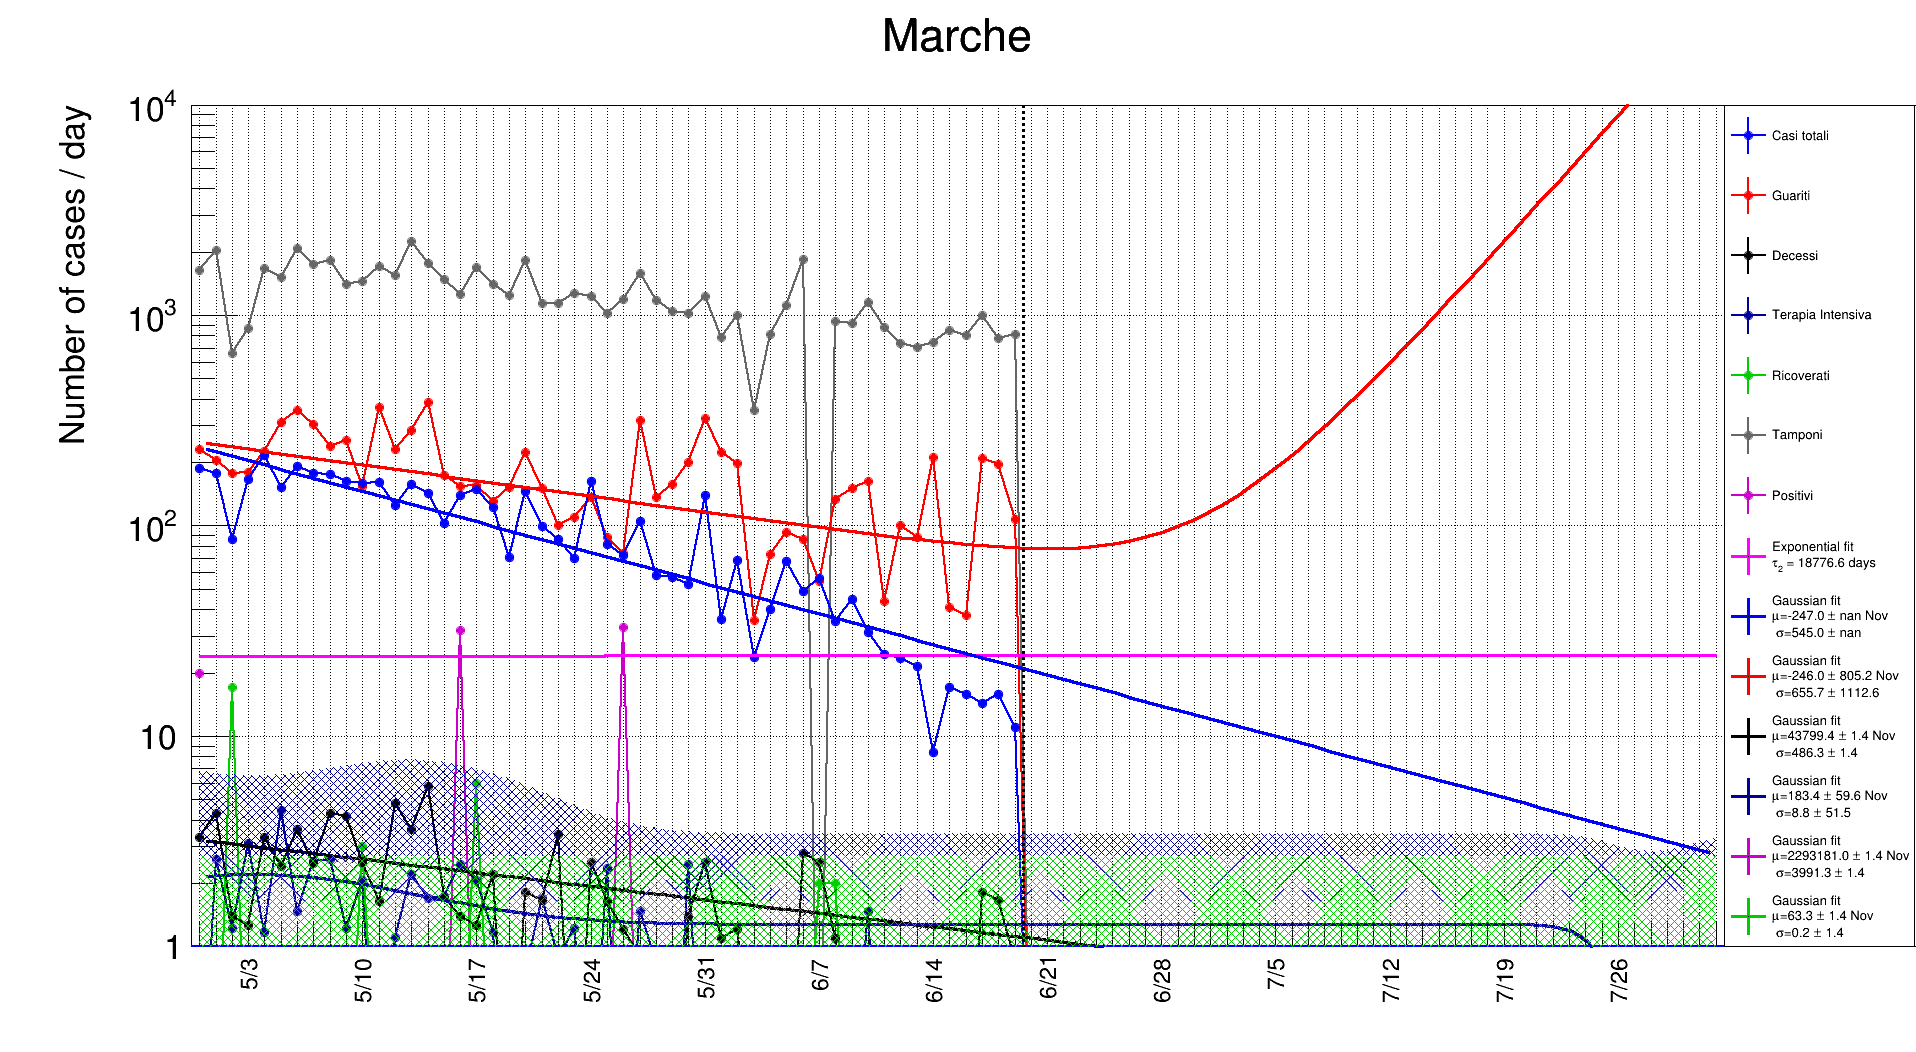 Marche
Number of cases / day
10^4
10^3
10^2
10
1
5/3
5/10
5/17
5/24
5/31
6/7
6/14
6/21
6/28
7/5
7/12
7/19
7/26
Casi totali
Guariti
Decessi
Terapia Intensiva
Ricoverati
Tamponi
Positivi
Exponential fit
τ₂ = 18776.6 days
Gaussian fit
μ=-247.0 ± nan Nov
σ=545.0 ± nan
Gaussian fit
μ=-246.0 ± 805.2 Nov
σ=655.7 ± 1112.6
Gaussian fit
μ=43799.4 ± 1.4 Nov
σ=486.3 ± 1.4
Gaussian fit
μ=183.4 ± 59.6 Nov
σ=8.8 ± 51.5
Gaussian fit
μ=2293181.0 ± 1.4 Nov
σ=3991.3 ± 1.4
Gaussian fit
μ=63.3 ± 1.4 Nov
σ=0.2 ± 1.4